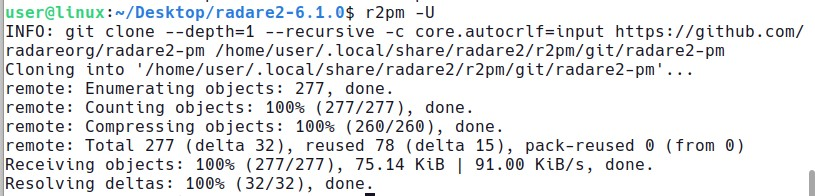 user@linux:~/Desktop/radare2-6.1.0$ r2pm -U
INFO: git clone --depth=1 --recursive -c core.autocrlf=input https://github.com/
radareorg/radare2-pm /home/user/.local/share/radare2/r2pm/git/radare2-pm
Cloning into '/home/user/.local/share/radare2/r2pm/git/radare2-pm'...
remote: Enumerating objects: 277, done.
remote: Counting objects: 100% (277/277), done.
remote: Compressing objects: 100% (260/260), done.
remote: Total 277 (delta 32), reused 78 (delta 15), pack-reused 0 (from 0)
Receiving objects: 100% (277/277), 75.14 KiB | 91.00 KiB/s, done.
Resolving deltas: 100% (32/32), done.